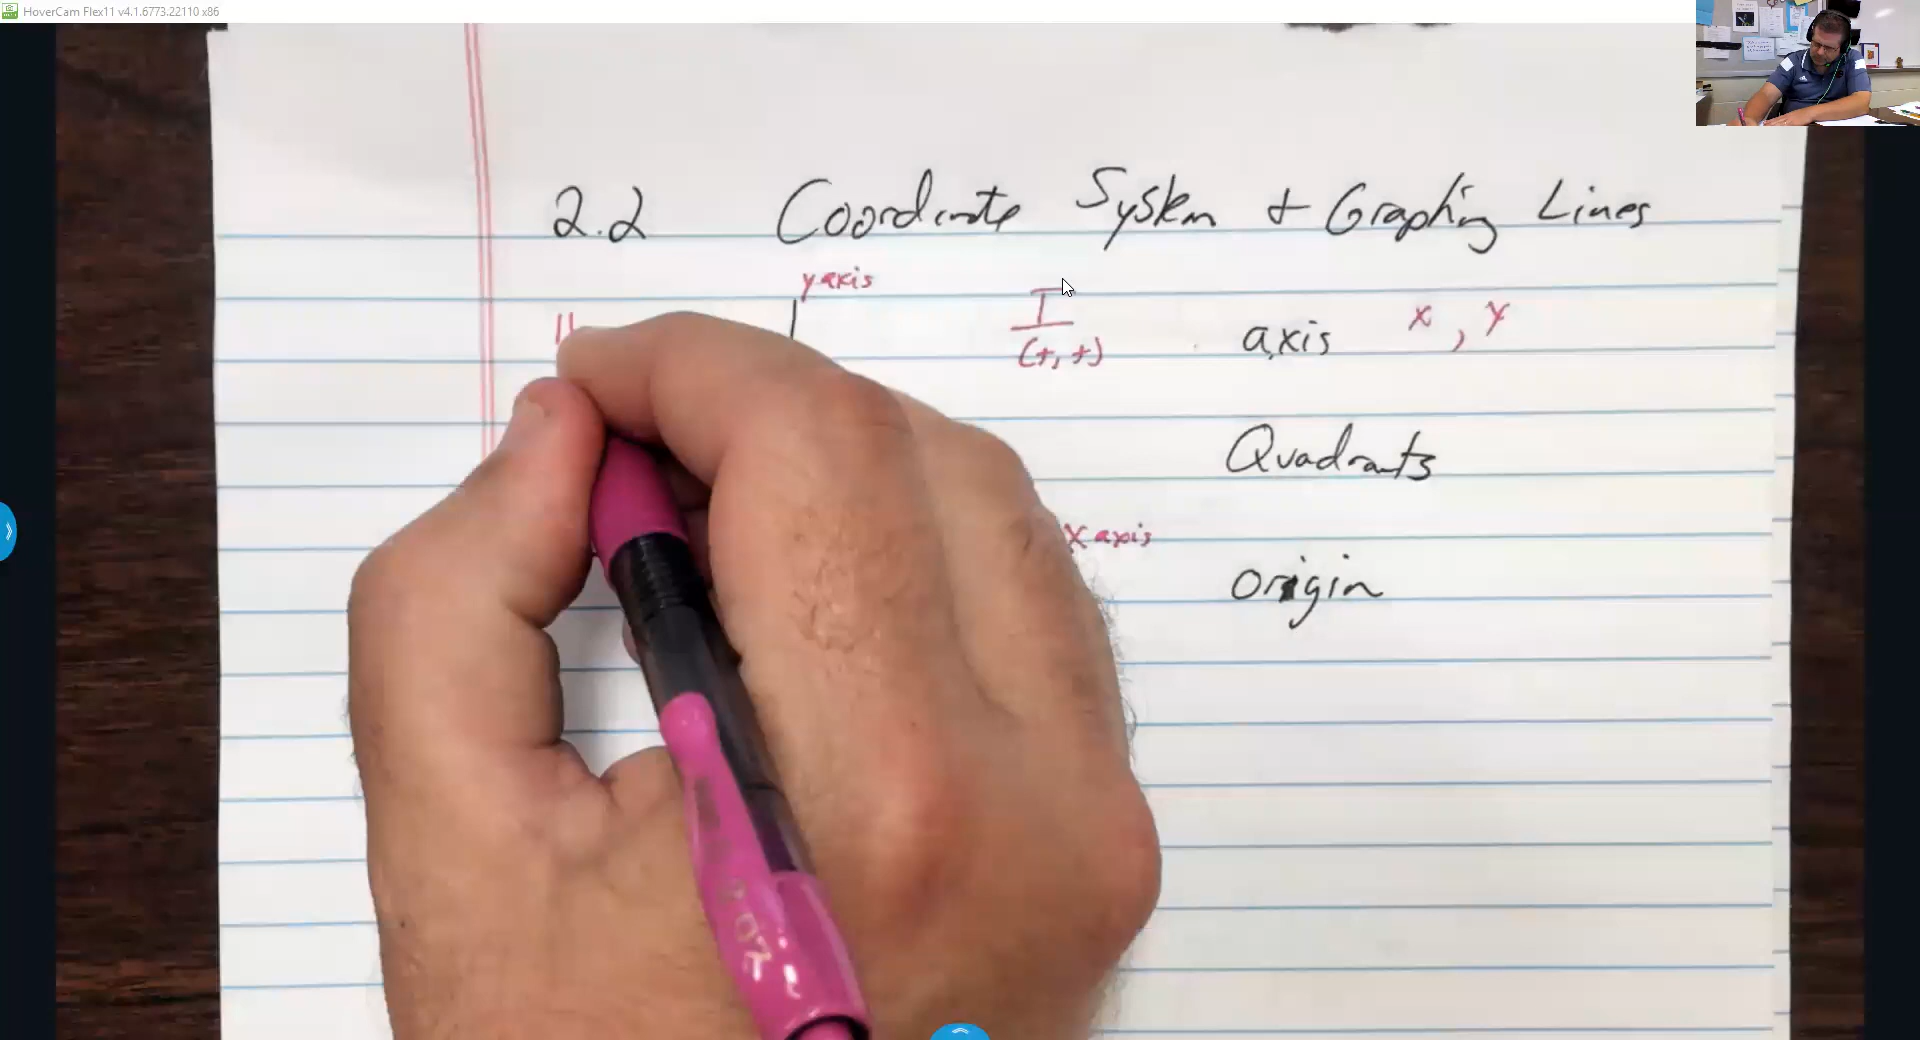 HoverCam Flex11 v4.1.6773.22110 x86
2.2 Coordinate System + Graphing Lines
y axis
I
(+, +)
axis x , y
Quadrants
x axis
origin